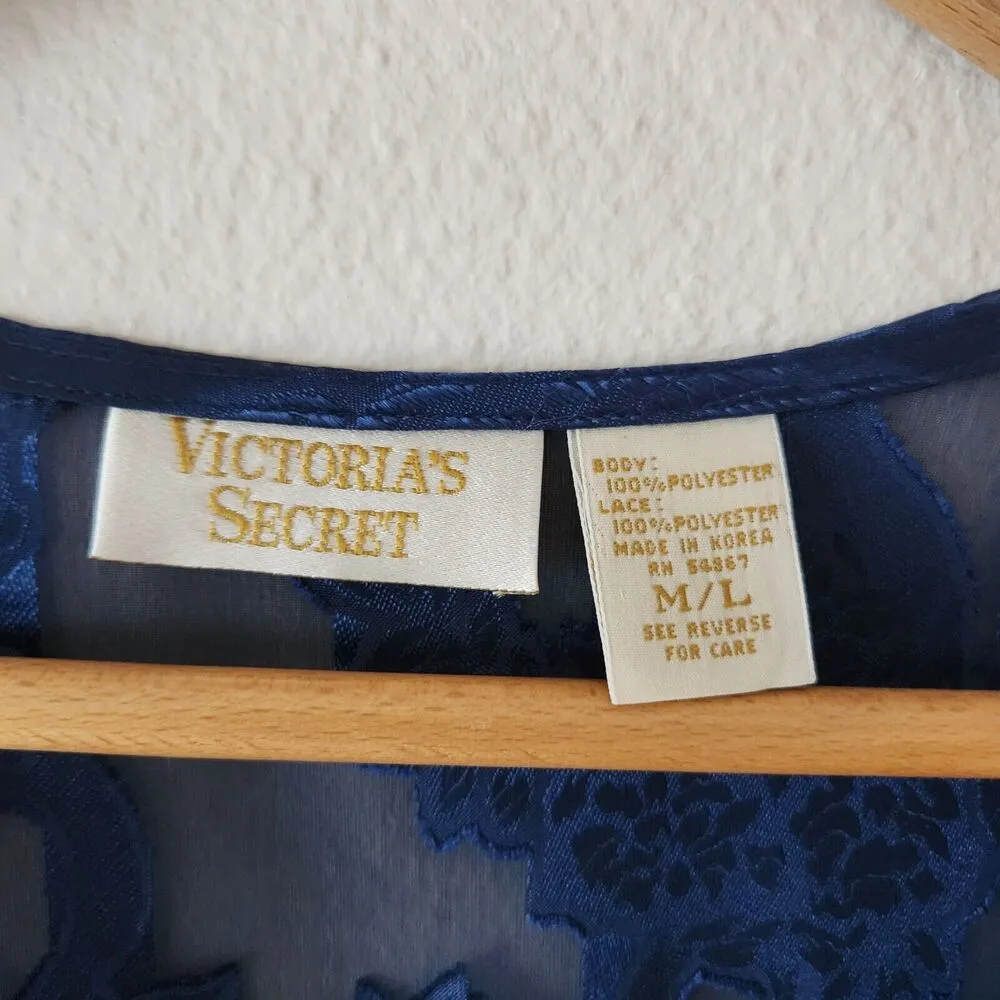 VICTORIA'S
SECRET
BODY:
100% POLYESTER
LACE:
100% POLYESTER
MADE IN KOREA
RN 54867
M/L
SEE REVERSE
FOR CARE